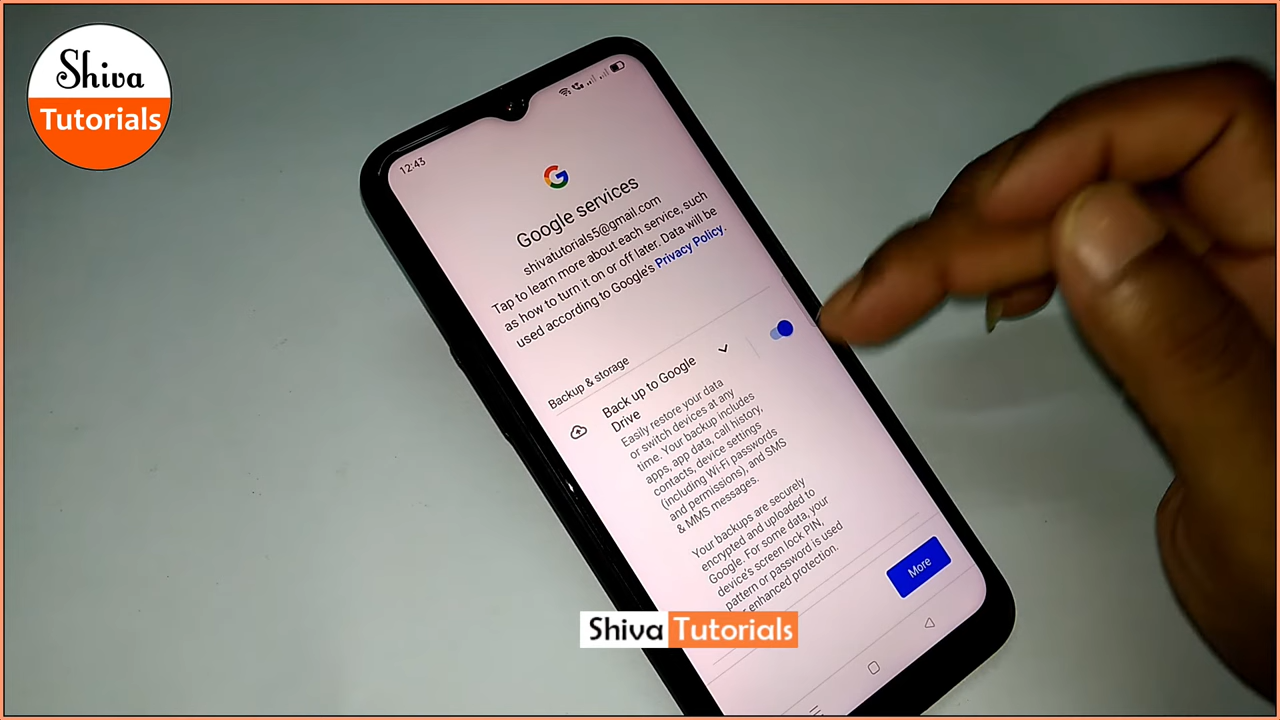 Shiva
Tutorials
12:43
Google services
shivatutorials5@gmail.com
Tap to learn more about each service, such
as how to turn it on or off later. Data will be
used according to Google's Privacy Policy.
Backup & storage
Back up to Google
Drive
Easily restore your data
or switch devices at any
time. Your backup includes
apps, app data, call history,
contacts, device settings
(including Wi-Fi passwords
and permissions), and SMS
& MMS messages.
Your backups are securely
encrypted and uploaded to
Google. For some data, your
device's screen lock PIN,
pattern or password is used
enhanced protection.
More
Shiva Tutorials